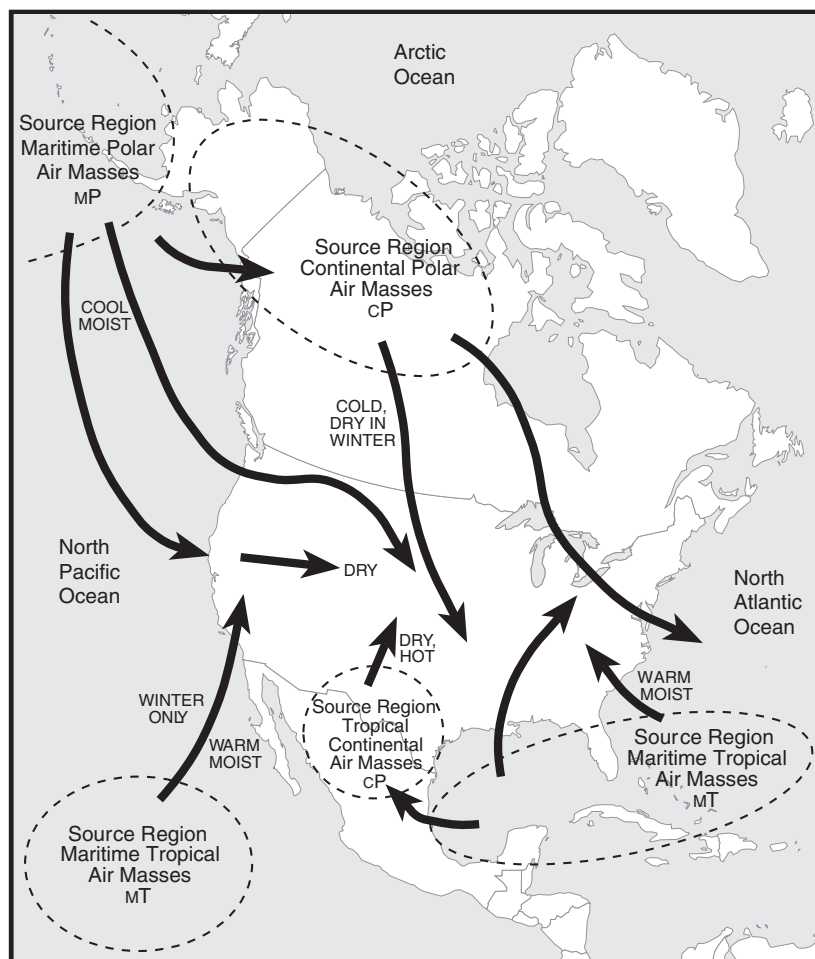 Arctic
Ocean
Source Region
Maritime Polar
Air Masses
MP
Source Region
Continental Polar
Air Masses
CP
COOL
MOIST
COLD,
DRY IN
WINTER
North
Pacific
Ocean
DRY
North
Atlantic
Ocean
DRY,
HOT
WINTER
ONLY
WARM
MOIST
WARM
MOIST
Source Region
Tropical
Continental
Air Masses
CP
Source Region
Maritime Tropical
Air Masses
MT
Source Region
Maritime Tropical
Air Masses
MT